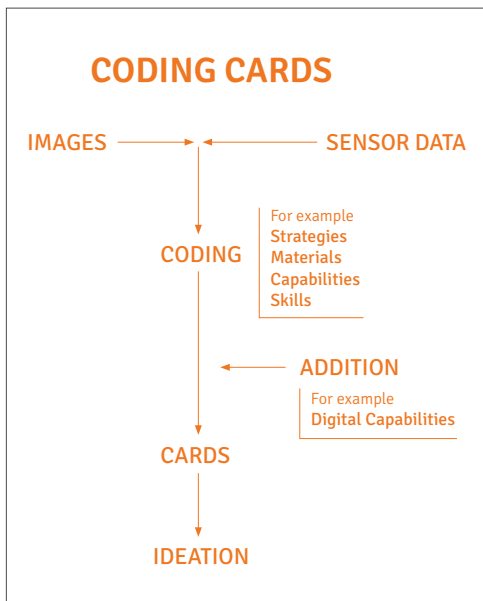 CODING CARDS
IMAGES
SENSOR DATA
For example
Strategies
Materials
Capabilities
Skills
CODING
ADDITION
For example
Digital Capabilities
CARDS
IDEATION